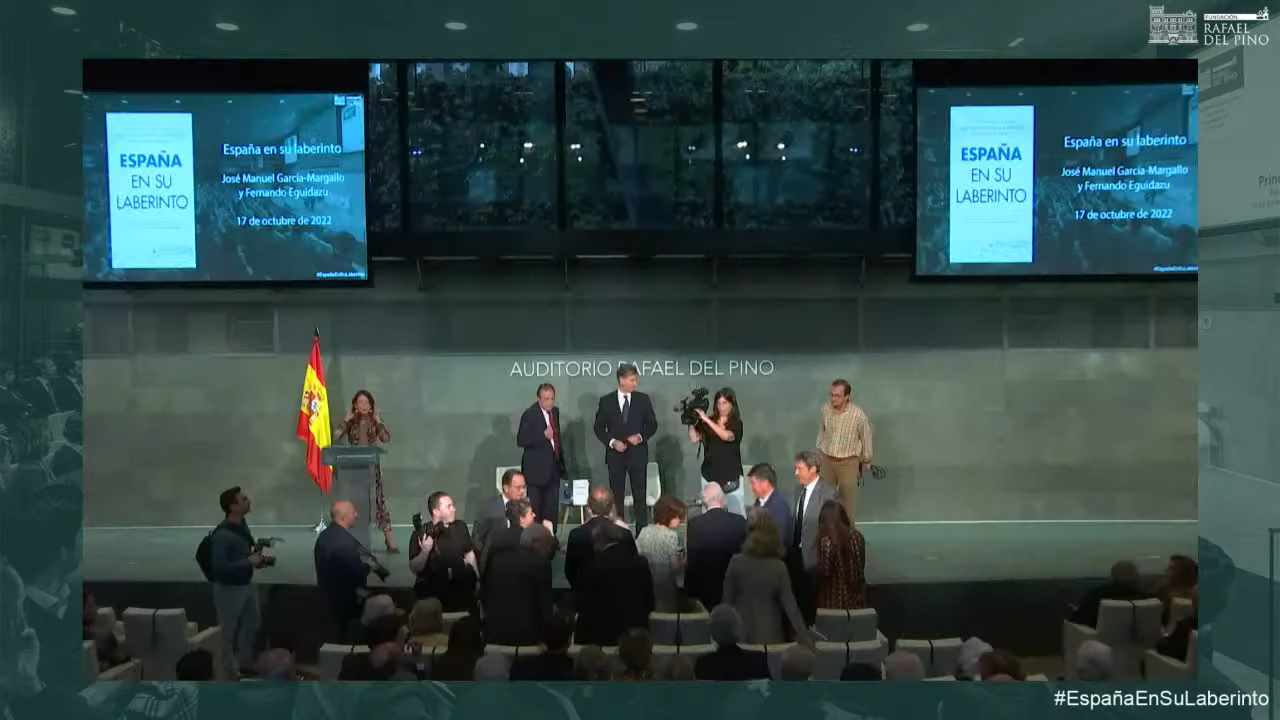 FUNDACIÓN
RAFAEL
DEL PINO
ESPAÑA
EN SU
LABERINTO
España en su laberinto
José Manuel García-Margallo
y Fernando Eguidazu
17 de octubre de 2022
#EspañaEnSuLaberinto
ESPAÑA
EN SU
LABERINTO
España en su laberinto
José Manuel García-Margallo
y Fernando Eguidazu
17 de octubre de 2022
AUDITORIO RAFAEL DEL PINO
#EspañaEnSuLaberinto